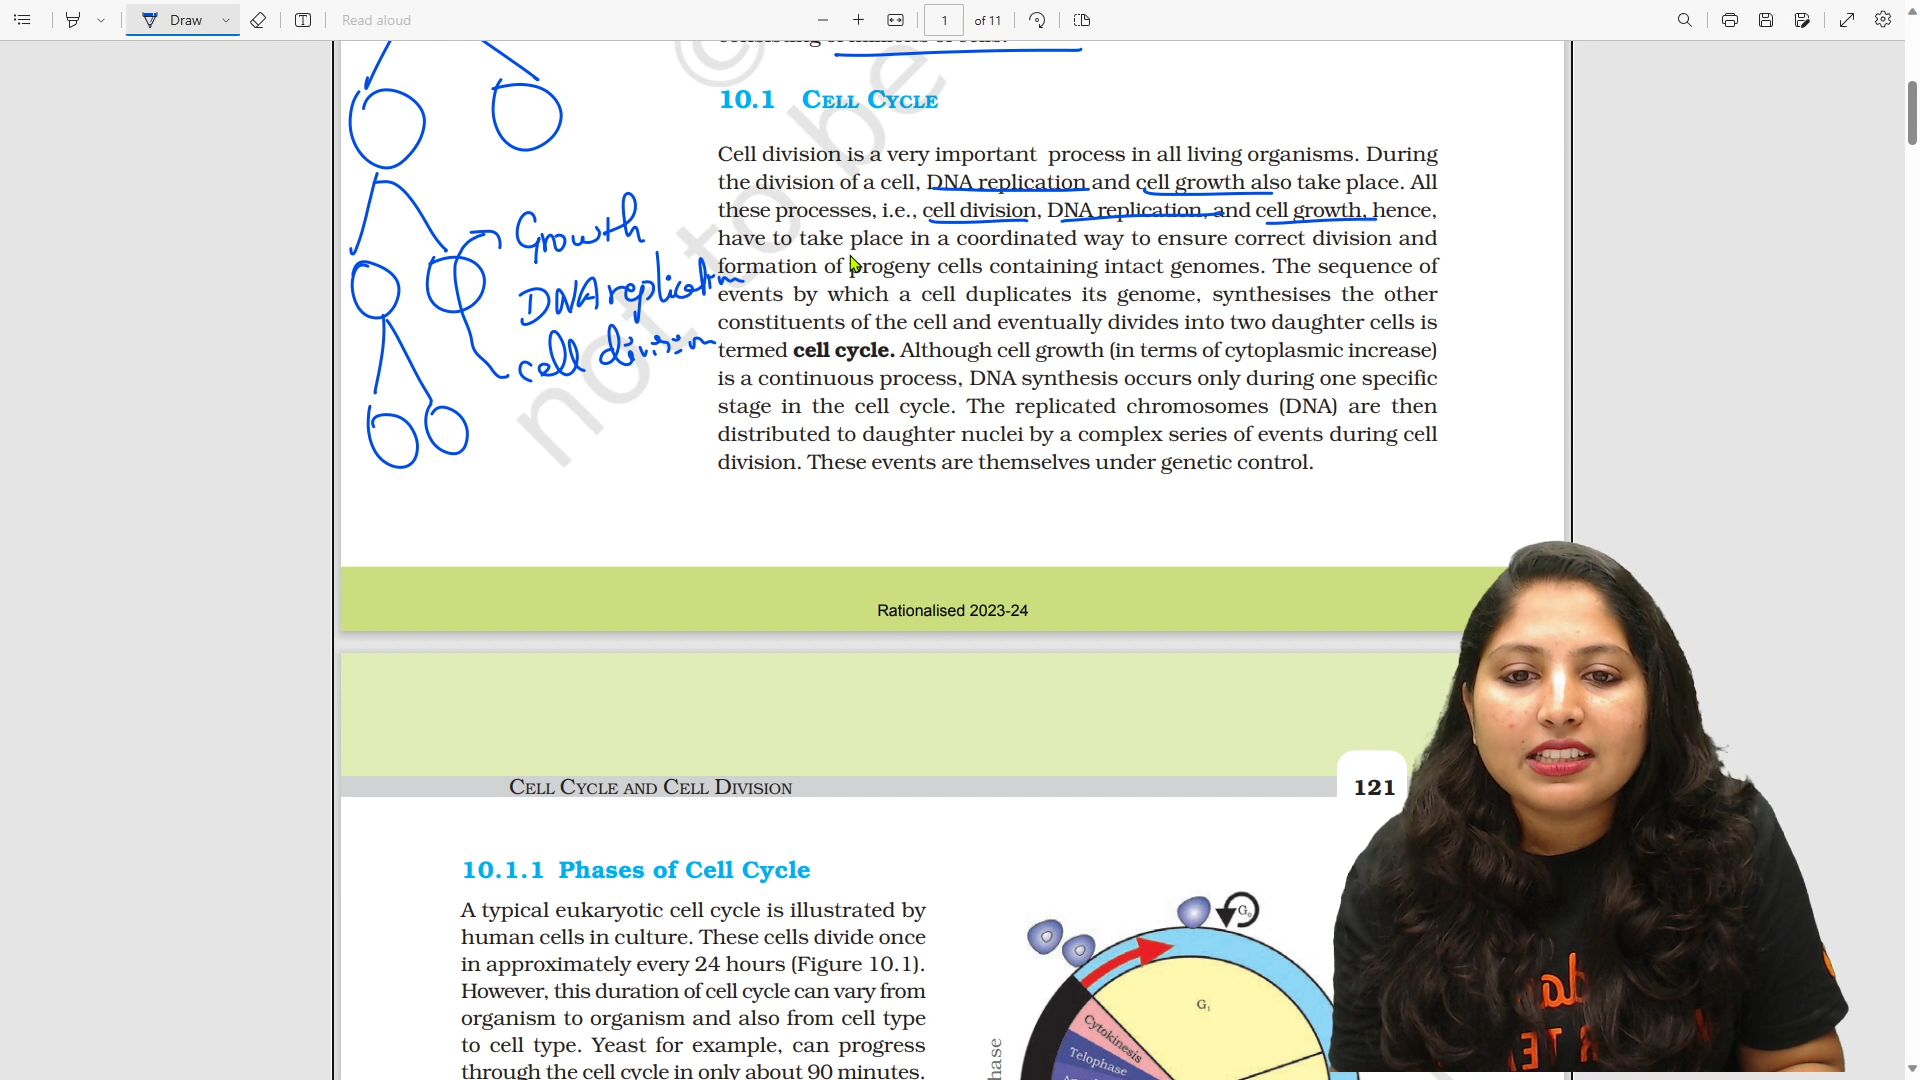 Draw
Read aloud
1
of 11
consisting of millions of cells.
10.1 CELL CYCLE
Cell division is a very important process in all living organisms. During
the division of a cell, DNA replication and cell growth also take place. All
these processes, i.e., cell division, DNA replication, and cell growth, hence,
have to take place in a coordinated way to ensure correct division and
formation of progeny cells containing intact genomes. The sequence of
events by which a cell duplicates its genome, synthesises the other
constituents of the cell and eventually divides into two daughter cells is
termed cell cycle. Although cell growth (in terms of cytoplasmic increase)
is a continuous process, DNA synthesis occurs only during one specific
stage in the cell cycle. The replicated chromosomes (DNA) are then
distributed to daughter nuclei by a complex series of events during cell
division. These events are themselves under genetic control.
Growth
DNA replication
cell division
© not to be
Rationalised 2023-24
CELL CYCLE AND CELL DIVISION
121
10.1.1 Phases of Cell Cycle
A typical eukaryotic cell cycle is illustrated by
human cells in culture. These cells divide once
in approximately every 24 hours (Figure 10.1).
However, this duration of cell cycle can vary from
organism to organism and also from cell type
to cell type. Yeast for example, can progress
through the cell cycle in only about 90 minutes.
G₀
G₁
Cytokinesis
Telophase